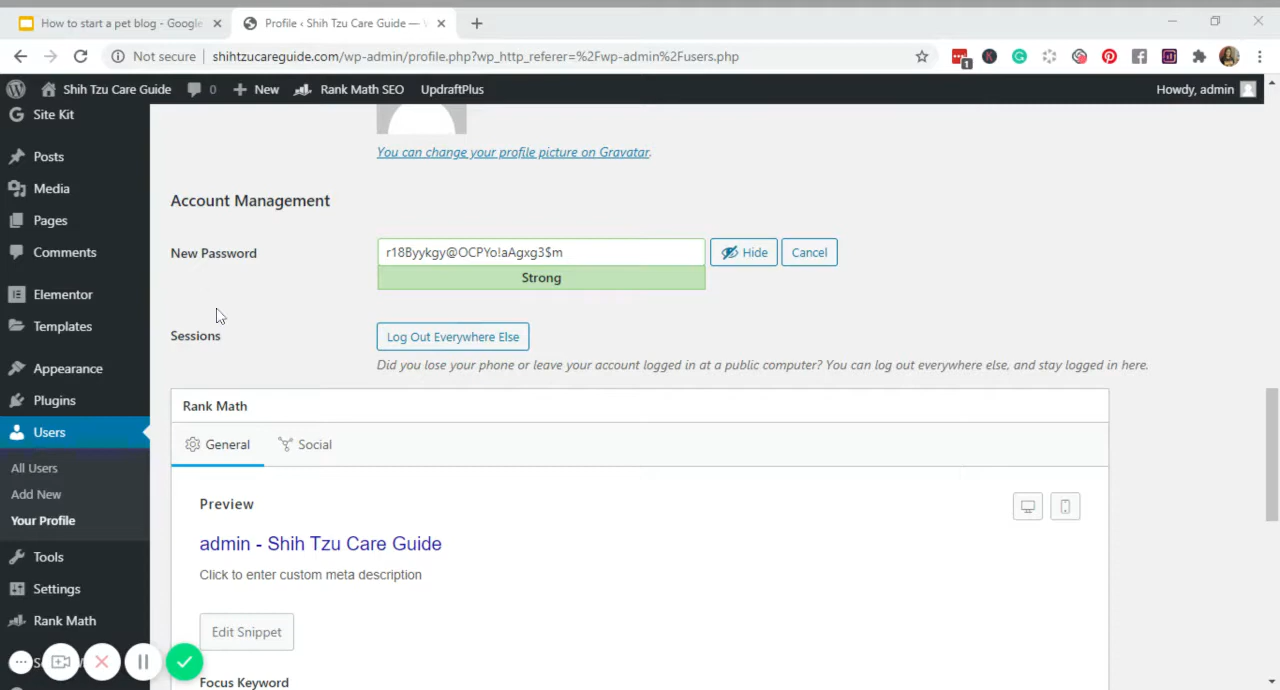 How to start a pet blog - Google
Profile ‹ Shih Tzu Care Guide —
Not secure
shihtzucareguide.com/wp-admin/profile.php?wp_http_referer=%2Fwp-admin%2Fusers.php
1
Shih Tzu Care Guide
0
New
Rank Math SEO
UpdraftPlus
Howdy, admin
Site Kit
Posts
Media
Pages
Comments
Elementor
Templates
Appearance
Plugins
Users
All Users
Add New
Your Profile
Tools
Settings
Rank Math
You can change your profile picture on Gravatar.
Account Management
New Password
r18Byykgy@OCPYo!aAgxg3$m
Hide
Cancel
Strong
Sessions
Log Out Everywhere Else
Did you lose your phone or leave your account logged in at a public computer? You can log out everywhere else, and stay logged in here.
Rank Math
General
Social
Preview
admin - Shih Tzu Care Guide
Click to enter custom meta description
Edit Snippet
Focus Keyword